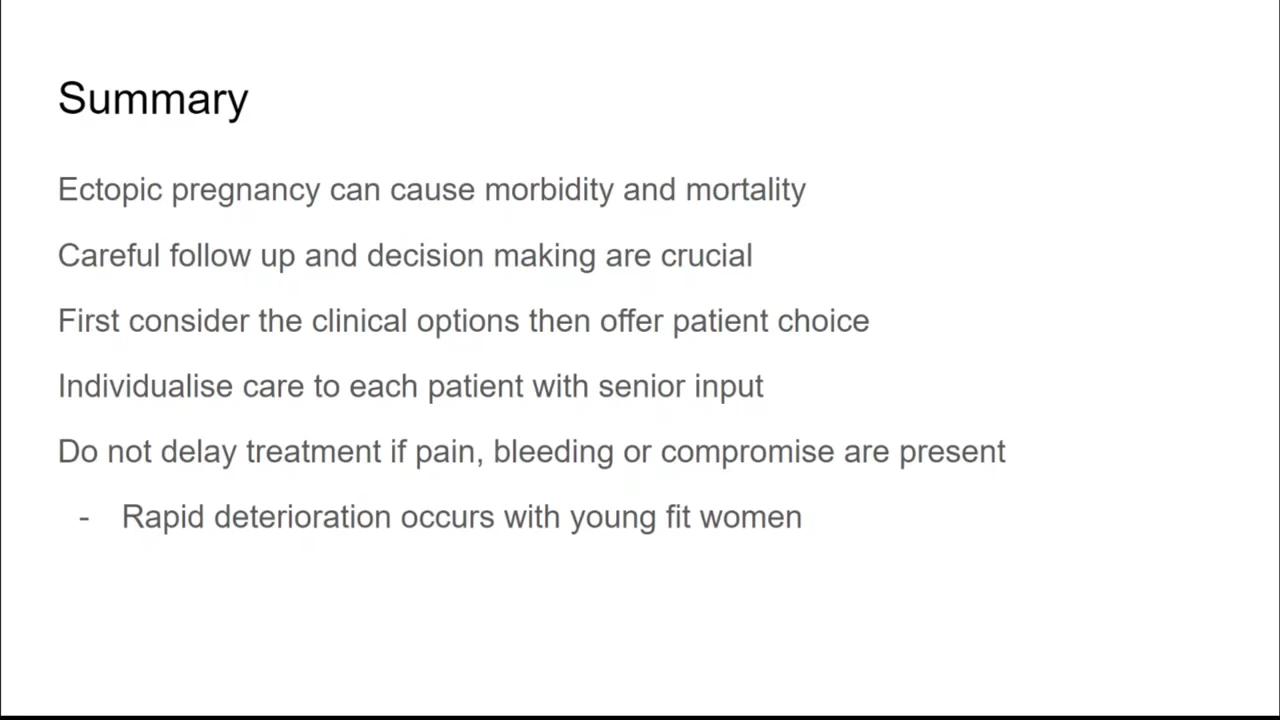 Summary
Ectopic pregnancy can cause morbidity and mortality
Careful follow up and decision making are crucial
First consider the clinical options then offer patient choice
Individualise care to each patient with senior input
Do not delay treatment if pain, bleeding or compromise are present
- Rapid deterioration occurs with young fit women